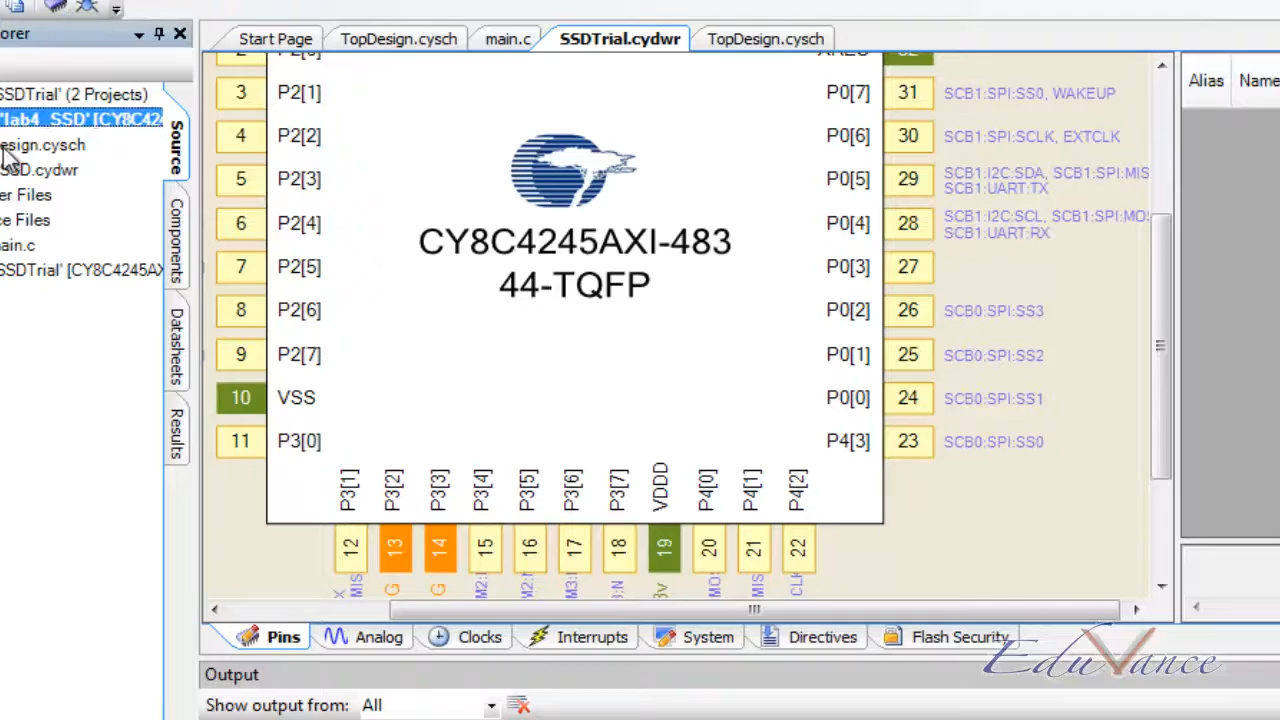 orer
Start Page
TopDesign.cysch
main.c
SSDTrial.cydwr
TopDesign.cysch
SSDTrial' (2 Projects)
'lab4_SSD' [CY8C424
esign.cysch
SSD.cydwr
er Files
ce Files
ain.c
SSDTrial' [CY8C4245AX
Source
Components
Datasheets
Results
3 P2[1]
4 P2[2]
5 P2[3]
6 P2[4]
7 P2[5]
8 P2[6]
9 P2[7]
10 VSS
11 P3[0]
CY8C4245AXI-483
44-TQFP
P0[7] 31 SCB1:SPI:SS0, WAKEUP
P0[6] 30 SCB1:SPI:SCLK, EXTCLK
P0[5] 29 SCB1:I2C:SDA, SCB1:SPI:MIS
SCB1:UART:TX
P0[4] 28 SCB1:I2C:SCL, SCB1:SPI:MO
SCB1:UART:RX
P0[3] 27
P0[2] 26 SCB0:SPI:SS3
P0[1] 25 SCB0:SPI:SS2
P0[0] 24 SCB0:SPI:SS1
P4[3] 23 SCB0:SPI:SS0
P3[1] P3[2] P3[3] P3[4] P3[5] P3[6] P3[7] VDDD P4[0] P4[1] P4[2]
12 13 14 15 16 17 18 19 20 21 22
Alias Name
Pins Analog Clocks Interrupts System Directives Flash Security
EduVance
Output
Show output from: All